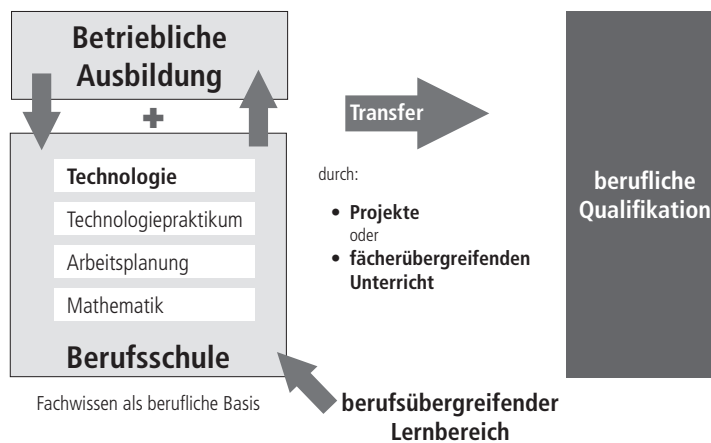 Betriebliche
Ausbildung
+
Technologie
Technologiepraktikum
Arbeitsplanung
Mathematik
Berufsschule
Fachwissen als berufliche Basis
Transfer
durch:
• Projekte
oder
• fächerübergreifenden
Unterricht
berufsübergreifender
Lernbereich
berufliche
Qualifikation